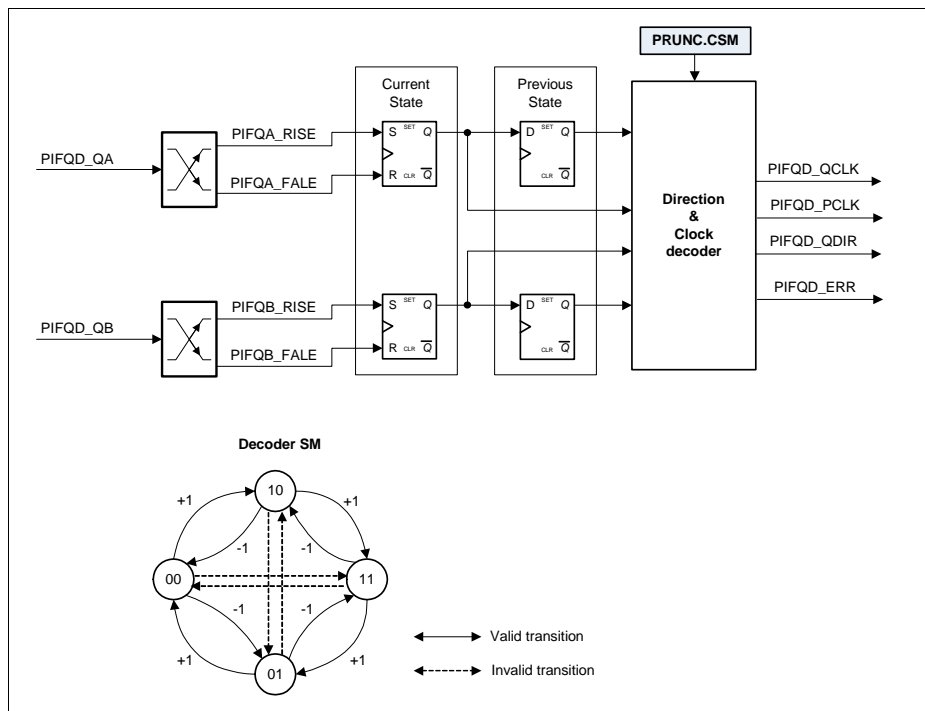 PRUNC.CSM
Current
State
Previous
State
PIFQD_QA
PIFQA_RISE
PIFQA_FALE
S SET Q
R CLR Q
D SET Q
CLR Q
Direction
&
Clock
decoder
PIFQD_QCLK
PIFQD_PCLK
PIFQD_QDIR
PIFQD_ERR
PIFQD_QB
PIFQB_RISE
PIFQB_FALE
S SET Q
R CLR Q
D SET Q
CLR Q
Decoder SM
10
+1
+1
-1
-1
00
11
-1
-1
+1
+1
01
Valid transition
Invalid transition